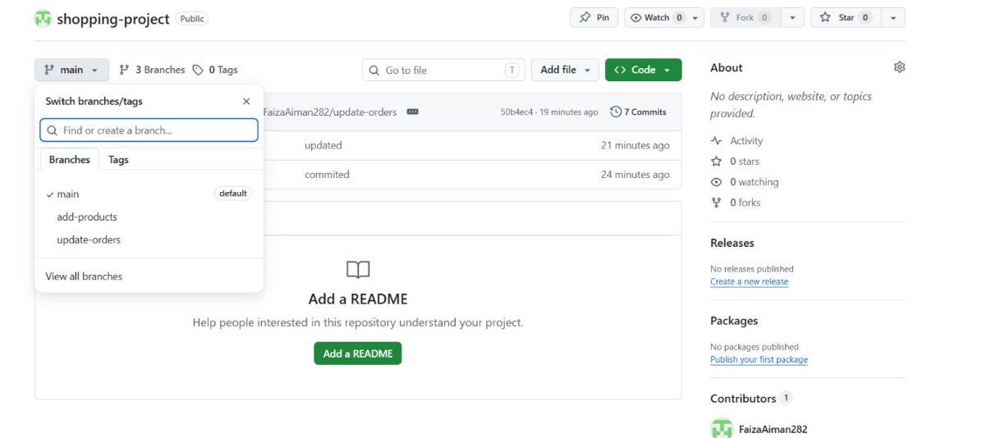 shopping-project Public Pin Watch 0 Fork 0 Star 0
main 3 Branches 0 Tags Go to file T Add file Code
Switch branches/tags
Find or create a branch...
Branches Tags
main default
add-products
update-orders
View all branches
FaizaAiman282/update-orders 50b4ec4 · 19 minutes ago 7 Commits
updated 21 minutes ago
commited 24 minutes ago
Add a README
Help people interested in this repository understand your project.
Add a README
About
No description, website, or topics
provided.
Activity
0 stars
0 watching
0 forks
Releases
No releases published
Create a new release
Packages
No packages published
Publish your first package
Contributors 1
FaizaAiman282